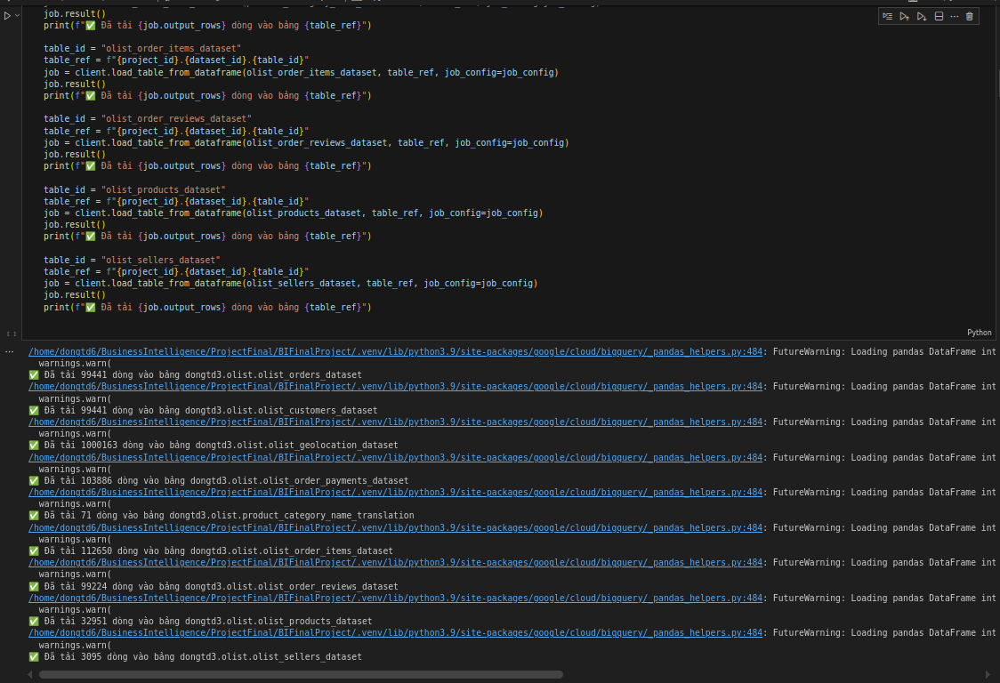 job.result()
print(f"✅ Đã tải {job.output_rows} dòng vào bảng {table_ref}")
table_id = "olist_order_items_dataset"
table_ref = f"{project_id}.{dataset_id}.{table_id}"
job = client.load_table_from_dataframe(olist_order_items_dataset, table_ref, job_config=job_config)
job.result()
print(f"✅ Đã tải {job.output_rows} dòng vào bảng {table_ref}")
table_id = "olist_order_reviews_dataset"
table_ref = f"{project_id}.{dataset_id}.{table_id}"
job = client.load_table_from_dataframe(olist_order_reviews_dataset, table_ref, job_config=job_config)
job.result()
print(f"✅ Đã tải {job.output_rows} dòng vào bảng {table_ref}")
table_id = "olist_products_dataset"
table_ref = f"{project_id}.{dataset_id}.{table_id}"
job = client.load_table_from_dataframe(olist_products_dataset, table_ref, job_config=job_config)
job.result()
print(f"✅ Đã tải {job.output_rows} dòng vào bảng {table_ref}")
table_id = "olist_sellers_dataset"
table_ref = f"{project_id}.{dataset_id}.{table_id}"
job = client.load_table_from_dataframe(olist_sellers_dataset, table_ref, job_config=job_config)
job.result()
print(f"✅ Đã tải {job.output_rows} dòng vào bảng {table_ref}")
[ ]
Python
/home/dongtd6/BusinessIntelligence/ProjectFinal/BIFinalProject/.venv/lib/python3.9/site-packages/google/cloud/bigquery/_pandas_helpers.py:484: FutureWarning: Loading pandas DataFrame int
warnings.warn(
✅ Đã tải 99441 dòng vào bảng dongtd3.olist.olist_orders_dataset
/home/dongtd6/BusinessIntelligence/ProjectFinal/BIFinalProject/.venv/lib/python3.9/site-packages/google/cloud/bigquery/_pandas_helpers.py:484: FutureWarning: Loading pandas DataFrame int
warnings.warn(
✅ Đã tải 99441 dòng vào bảng dongtd3.olist.olist_customers_dataset
/home/dongtd6/BusinessIntelligence/ProjectFinal/BIFinalProject/.venv/lib/python3.9/site-packages/google/cloud/bigquery/_pandas_helpers.py:484: FutureWarning: Loading pandas DataFrame int
warnings.warn(
✅ Đã tải 1000163 dòng vào bảng dongtd3.olist.olist_geolocation_dataset
/home/dongtd6/BusinessIntelligence/ProjectFinal/BIFinalProject/.venv/lib/python3.9/site-packages/google/cloud/bigquery/_pandas_helpers.py:484: FutureWarning: Loading pandas DataFrame int
warnings.warn(
✅ Đã tải 103886 dòng vào bảng dongtd3.olist.olist_order_payments_dataset
/home/dongtd6/BusinessIntelligence/ProjectFinal/BIFinalProject/.venv/lib/python3.9/site-packages/google/cloud/bigquery/_pandas_helpers.py:484: FutureWarning: Loading pandas DataFrame int
warnings.warn(
✅ Đã tải 71 dòng vào bảng dongtd3.olist.product_category_name_translation
/home/dongtd6/BusinessIntelligence/ProjectFinal/BIFinalProject/.venv/lib/python3.9/site-packages/google/cloud/bigquery/_pandas_helpers.py:484: FutureWarning: Loading pandas DataFrame int
warnings.warn(
✅ Đã tải 112650 dòng vào bảng dongtd3.olist.olist_order_items_dataset
/home/dongtd6/BusinessIntelligence/ProjectFinal/BIFinalProject/.venv/lib/python3.9/site-packages/google/cloud/bigquery/_pandas_helpers.py:484: FutureWarning: Loading pandas DataFrame int
warnings.warn(
✅ Đã tải 99224 dòng vào bảng dongtd3.olist.olist_order_reviews_dataset
/home/dongtd6/BusinessIntelligence/ProjectFinal/BIFinalProject/.venv/lib/python3.9/site-packages/google/cloud/bigquery/_pandas_helpers.py:484: FutureWarning: Loading pandas DataFrame int
warnings.warn(
✅ Đã tải 32951 dòng vào bảng dongtd3.olist.olist_products_dataset
/home/dongtd6/BusinessIntelligence/ProjectFinal/BIFinalProject/.venv/lib/python3.9/site-packages/google/cloud/bigquery/_pandas_helpers.py:484: FutureWarning: Loading pandas DataFrame int
warnings.warn(
✅ Đã tải 3095 dòng vào bảng dongtd3.olist.olist_sellers_dataset